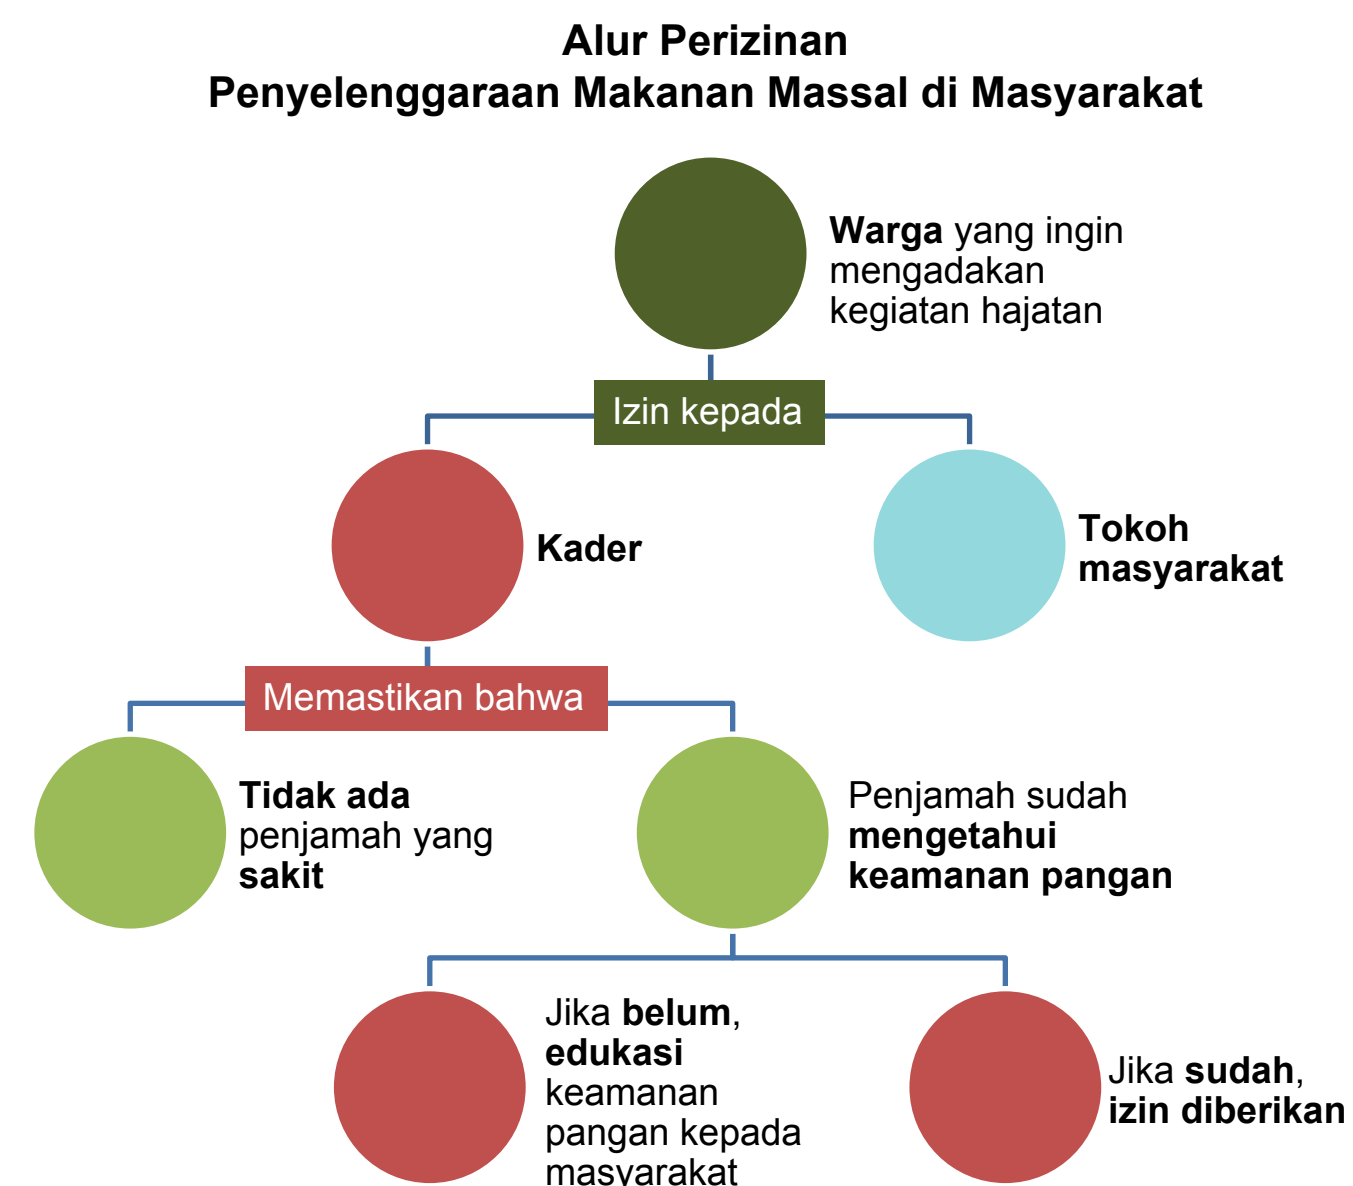 Alur Perizinan
Penyelenggaraan Makanan Massal di Masyarakat
Warga yang ingin
mengadakan
kegiatan hajatan
Izin kepada
Kader
Tokoh
masyarakat
Memastikan bahwa
Tidak ada
penjamah yang
sakit
Penjamah sudah
mengetahui
keamanan pangan
Jika belum,
edukasi
keamanan
pangan kepada
masyarakat
Jika sudah,
izin diberikan